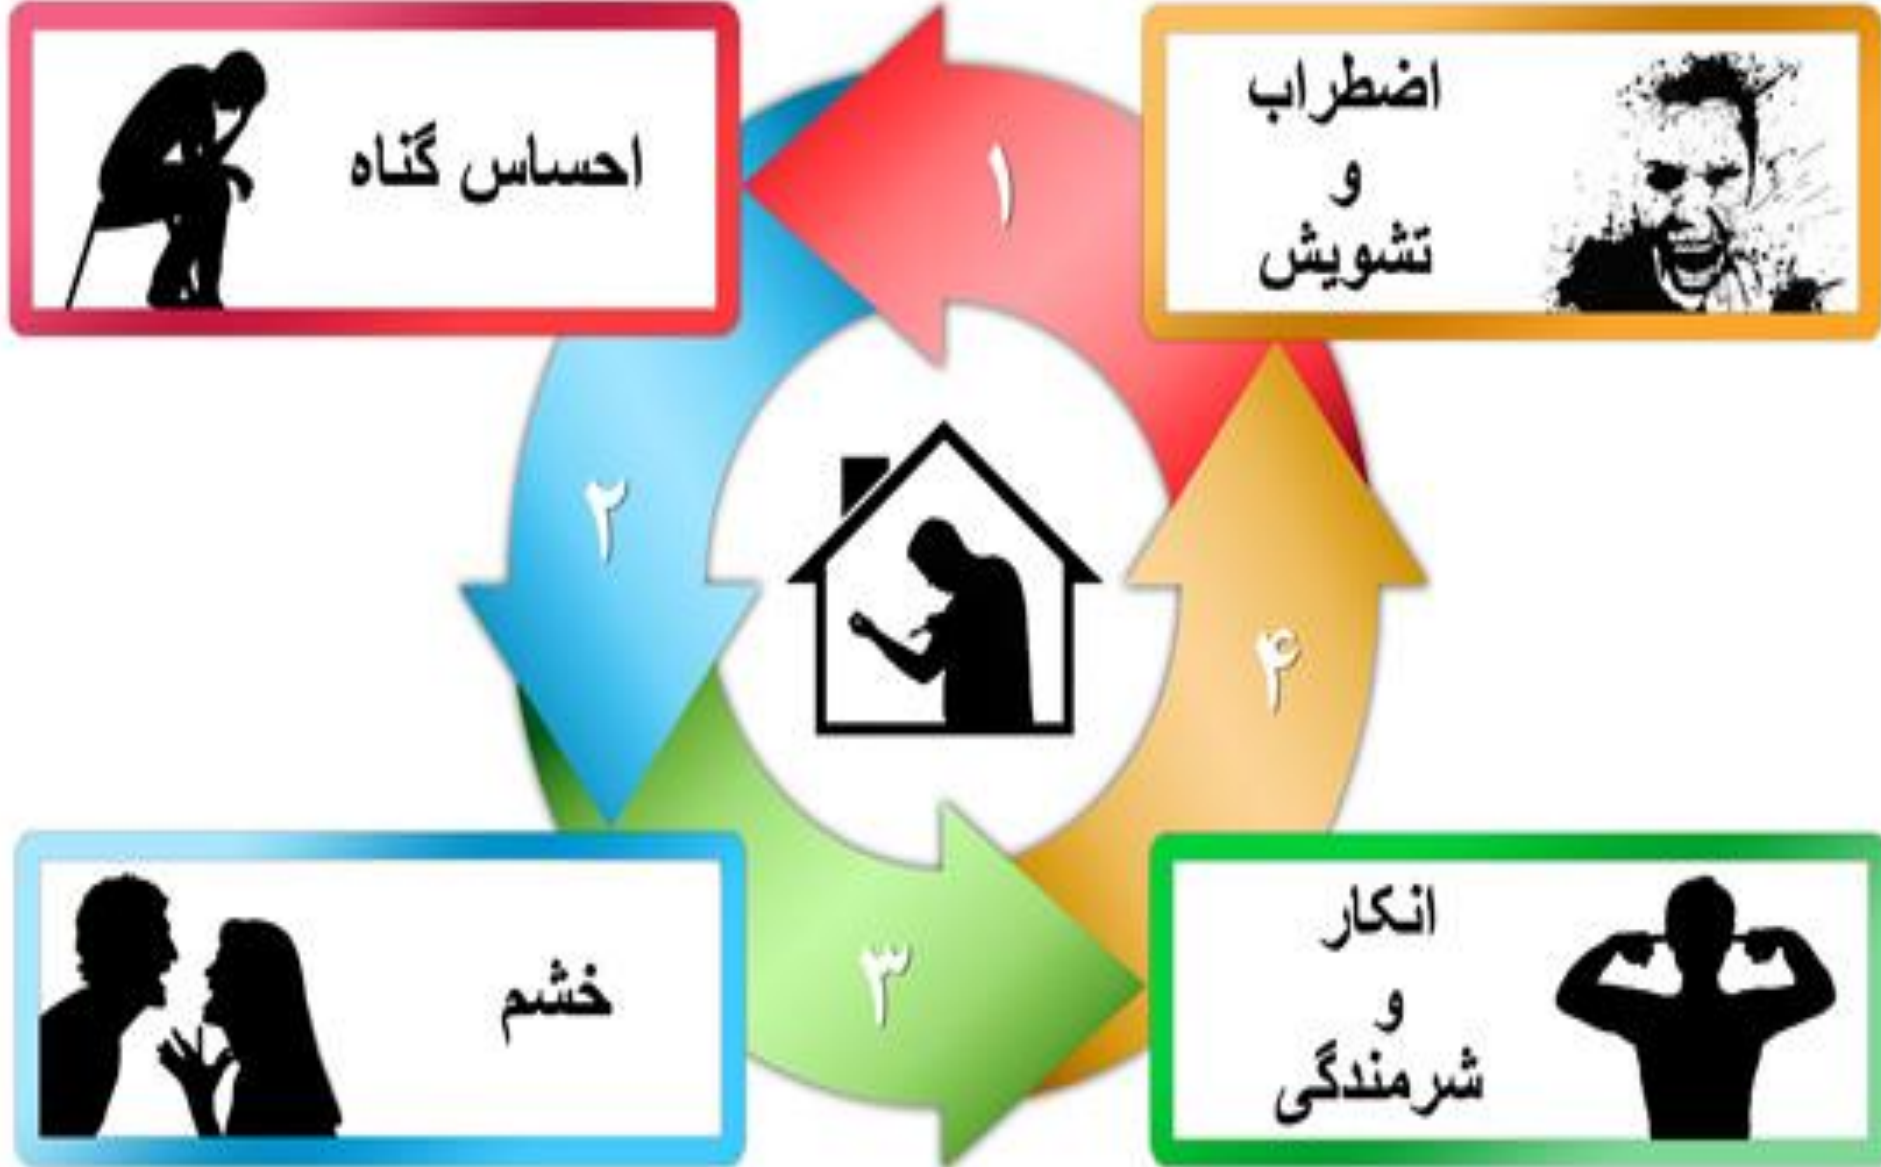 اضطراب
و
تشویش
۱
احساس گناه
۲
خشم
۳
انکار
و
شرمندگی
۴